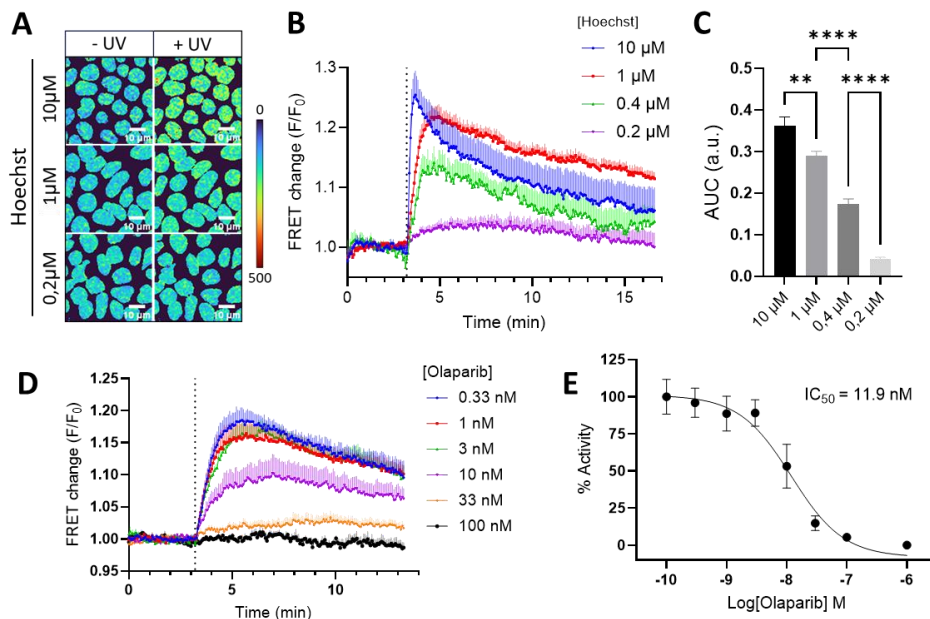 A
- UV
+ UV
Hoechst
10µM
1µM
0,2µM
10 µm
10 µm
10 µm
10 µm
10 µm
10 µm
0
500
B
[Hoechst]
10 µM
1 µM
0.4 µM
0.2 µM
FRET change (F/F0)
1.3
1.2
1.1
1.0
0
5
10
15
Time (min)
C
****
** ****
AUC (a.u.)
0.5
0.4
0.3
0.2
0.1
0.0
10 µM
1 µM
0,4 µM
0,2 µM
D
[Olaparib]
0.33 nM
1 nM
3 nM
10 nM
33 nM
100 nM
FRET change (F/F0)
1.25
1.20
1.15
1.10
1.05
1.00
0.95
0
5
10
Time (min)
E
IC50 = 11.9 nM
% Activity
125
100
75
50
25
0
-10
-9
-8
-7
-6
Log[Olaparib] M